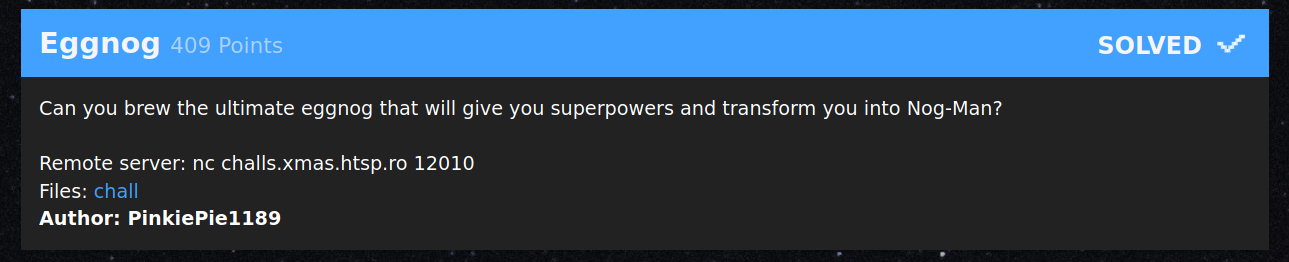 Eggnog 409 Points SOLVED
Can you brew the ultimate eggnog that will give you superpowers and transform you into Nog-Man?
Remote server: nc challs.xmas.htsp.ro 12010
Files: chall
Author: PinkiePie1189